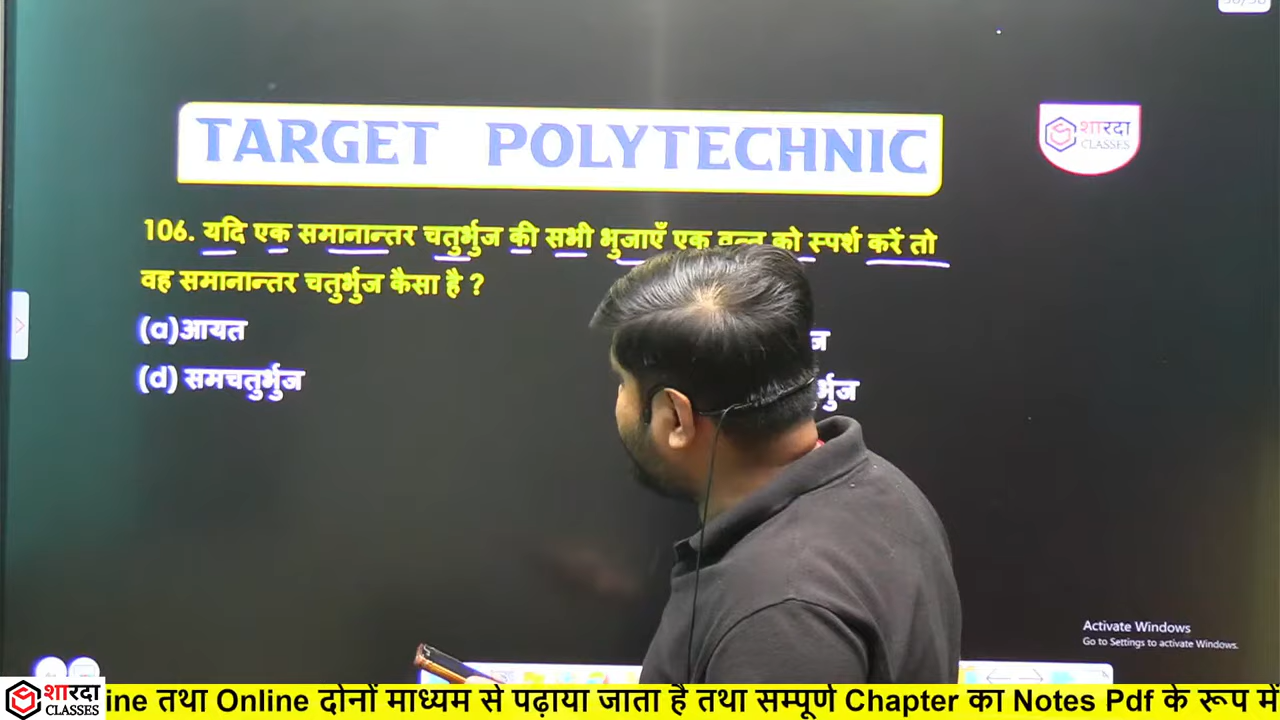 TARGET POLYTECHNIC
शारदा
CLASSES
106. यदि एक समानान्तर चतुर्भुज की सभी भुजाएँ एक को स्पर्श करें तो
वह समानान्तर चतुर्भुज कैसा है ?
(a)आयत
(d) समचतुर्भुज
Activate Windows
Go to Settings to activate Windows.
शारदा
CLASSES
ine तथा Online दोनों माध्यम से पढ़ाया जाता है तथा सम्पूर्ण Chapter का Notes Pdf के रूप में